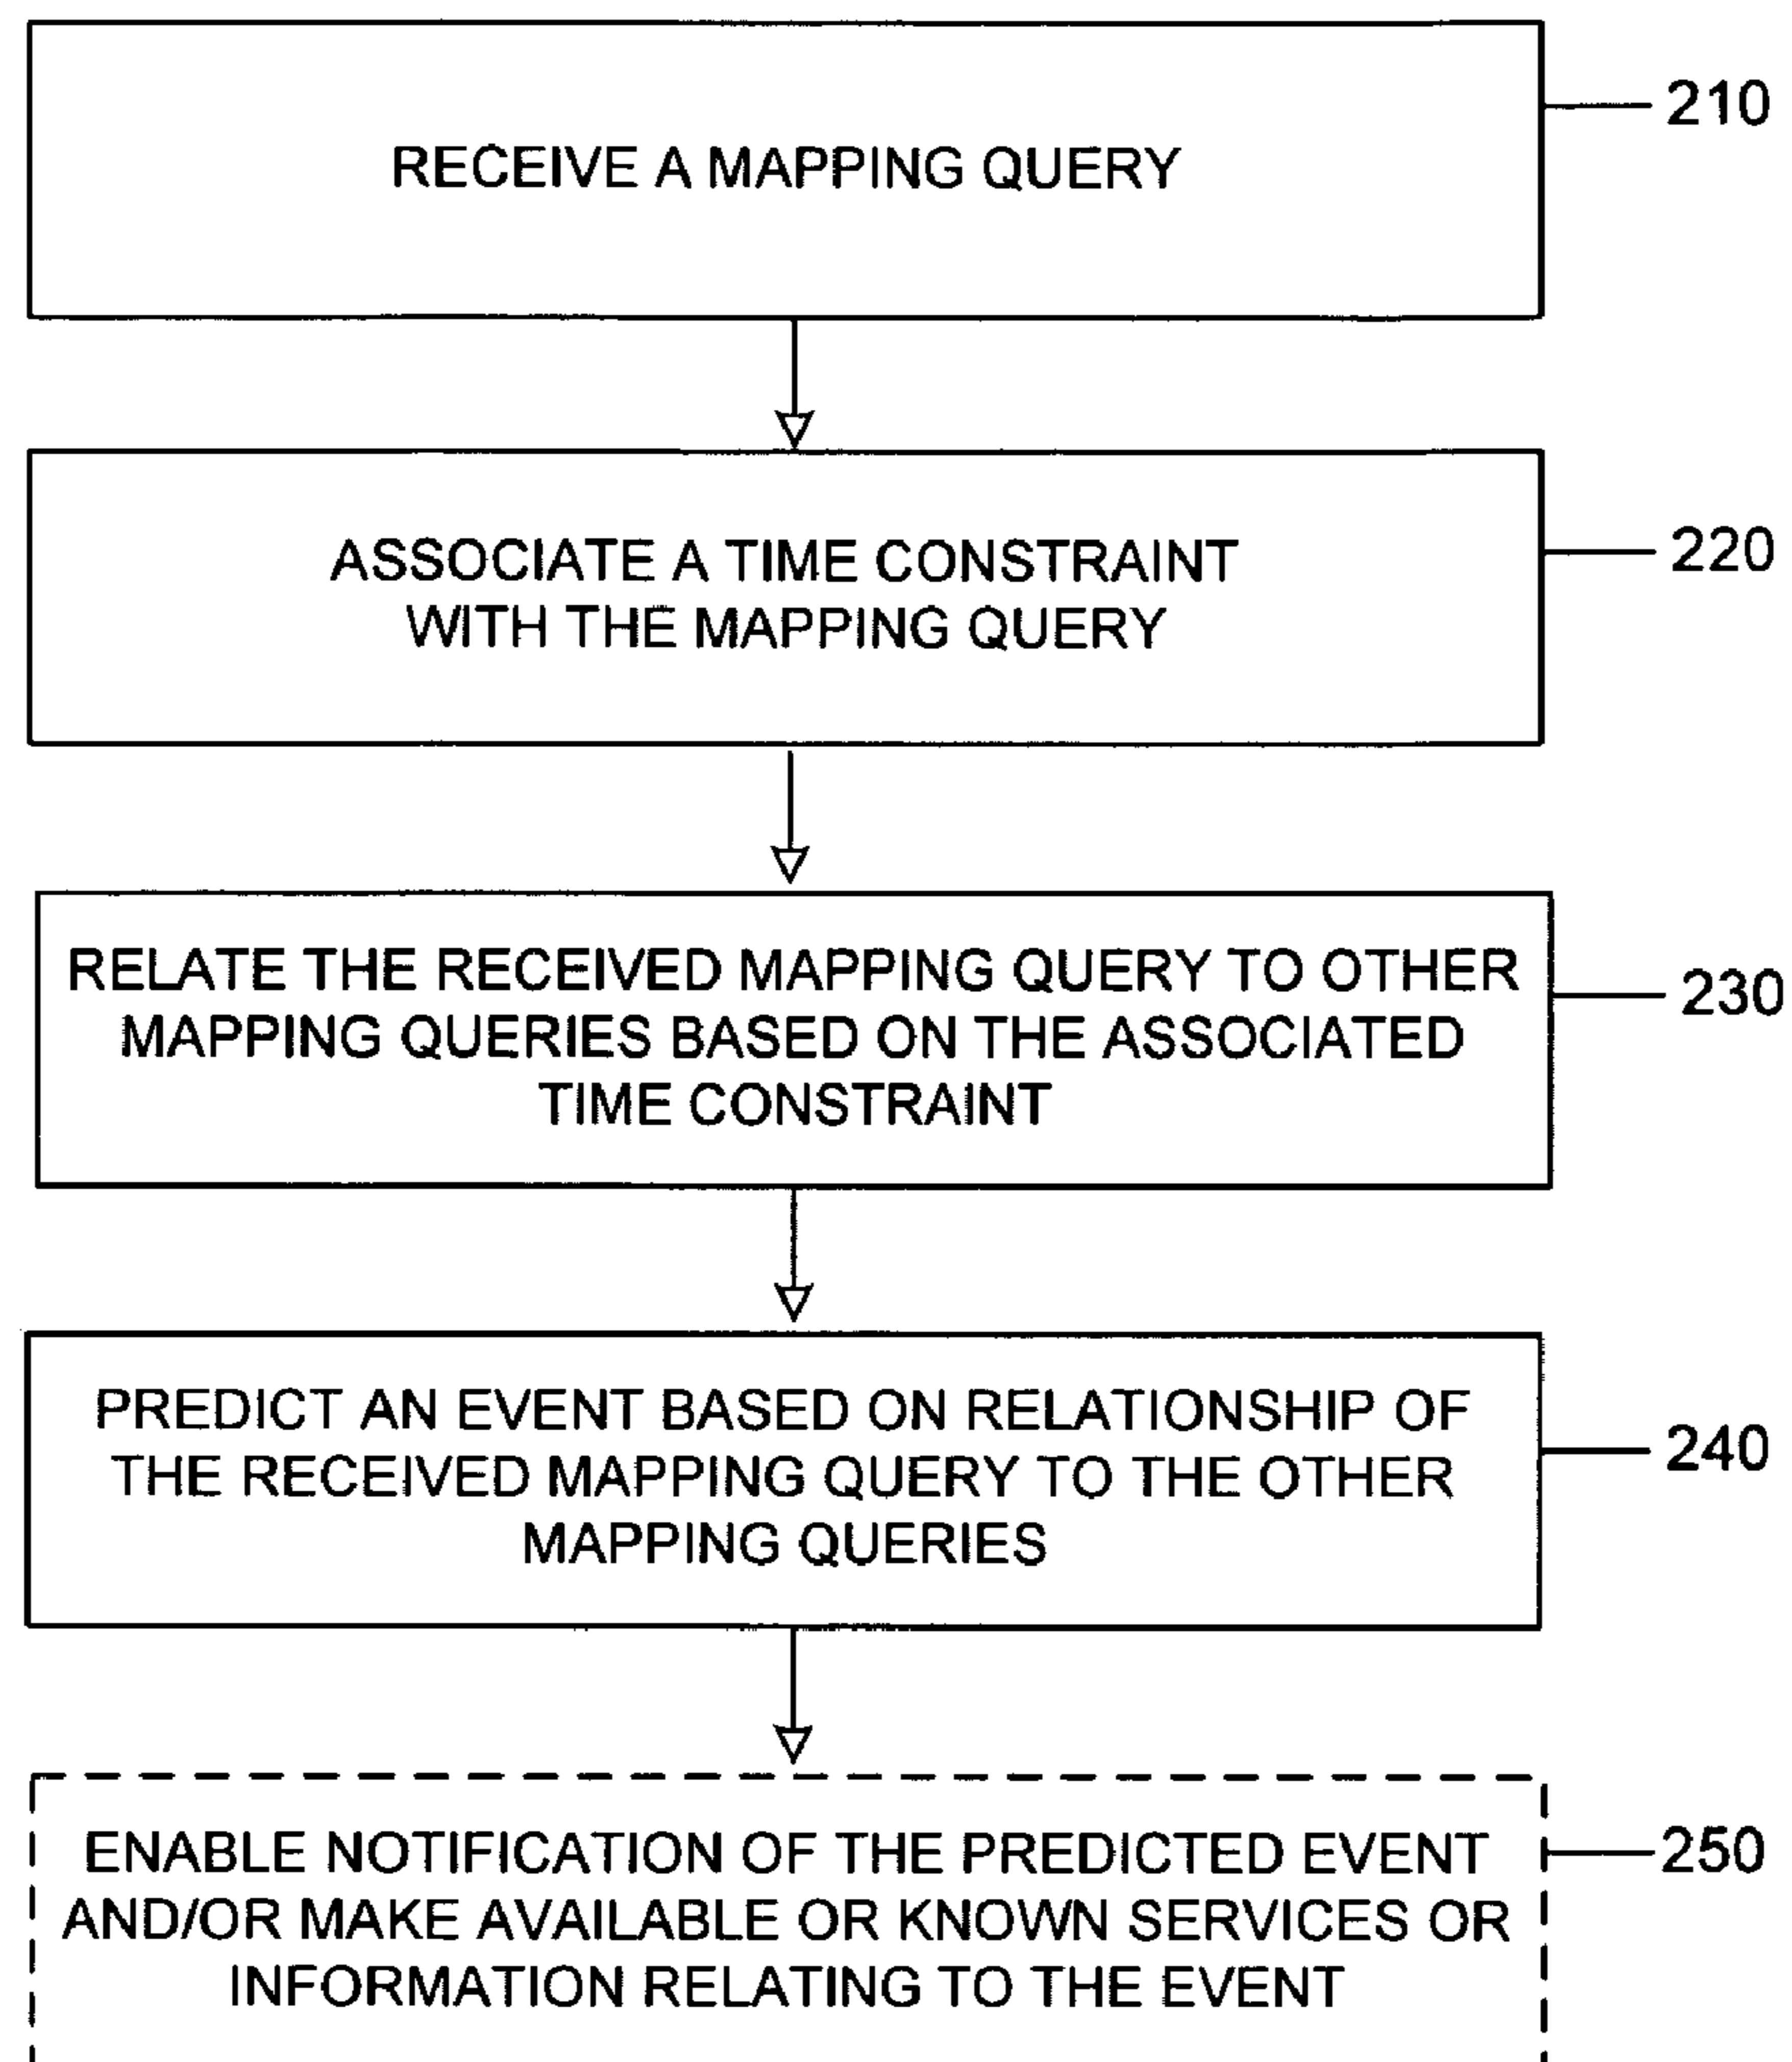 RECEIVE A MAPPING QUERY
210
ASSOCIATE A TIME CONSTRAINT
WITH THE MAPPING QUERY
220
RELATE THE RECEIVED MAPPING QUERY TO OTHER
MAPPING QUERIES BASED ON THE ASSOCIATED
TIME CONSTRAINT
230
PREDICT AN EVENT BASED ON RELATIONSHIP OF
THE RECEIVED MAPPING QUERY TO THE OTHER
MAPPING QUERIES
240
ENABLE NOTIFICATION OF THE PREDICTED EVENT
AND/OR MAKE AVAILABLE OR KNOWN SERVICES OR
INFORMATION RELATING TO THE EVENT
250